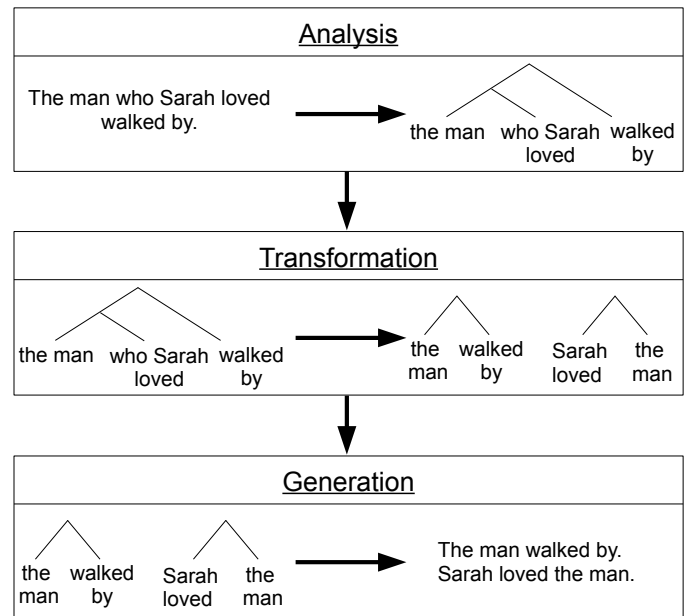 Analysis
The man who Sarah loved
walked by.
the man who Sarah walked
loved by
Transformation
the man who Sarah walked
loved by
the walked Sarah the
man by loved man
Generation
the walked Sarah the
man by loved man
The man walked by.
Sarah loved the man.